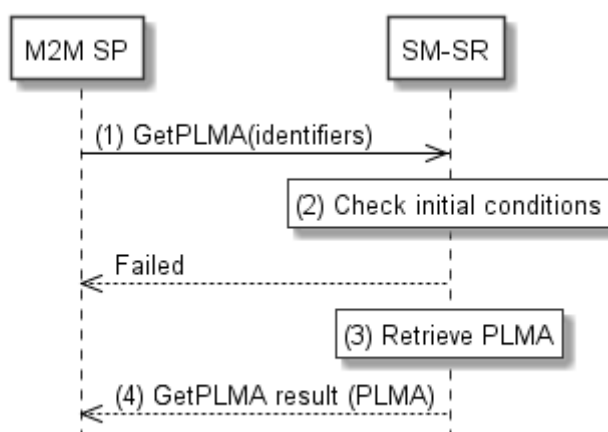 M2M SP
SM-SR
(1) GetPLMA(identifiers)
(2) Check initial conditions
Failed
(3) Retrieve PLMA
(4) GetPLMA result (PLMA)